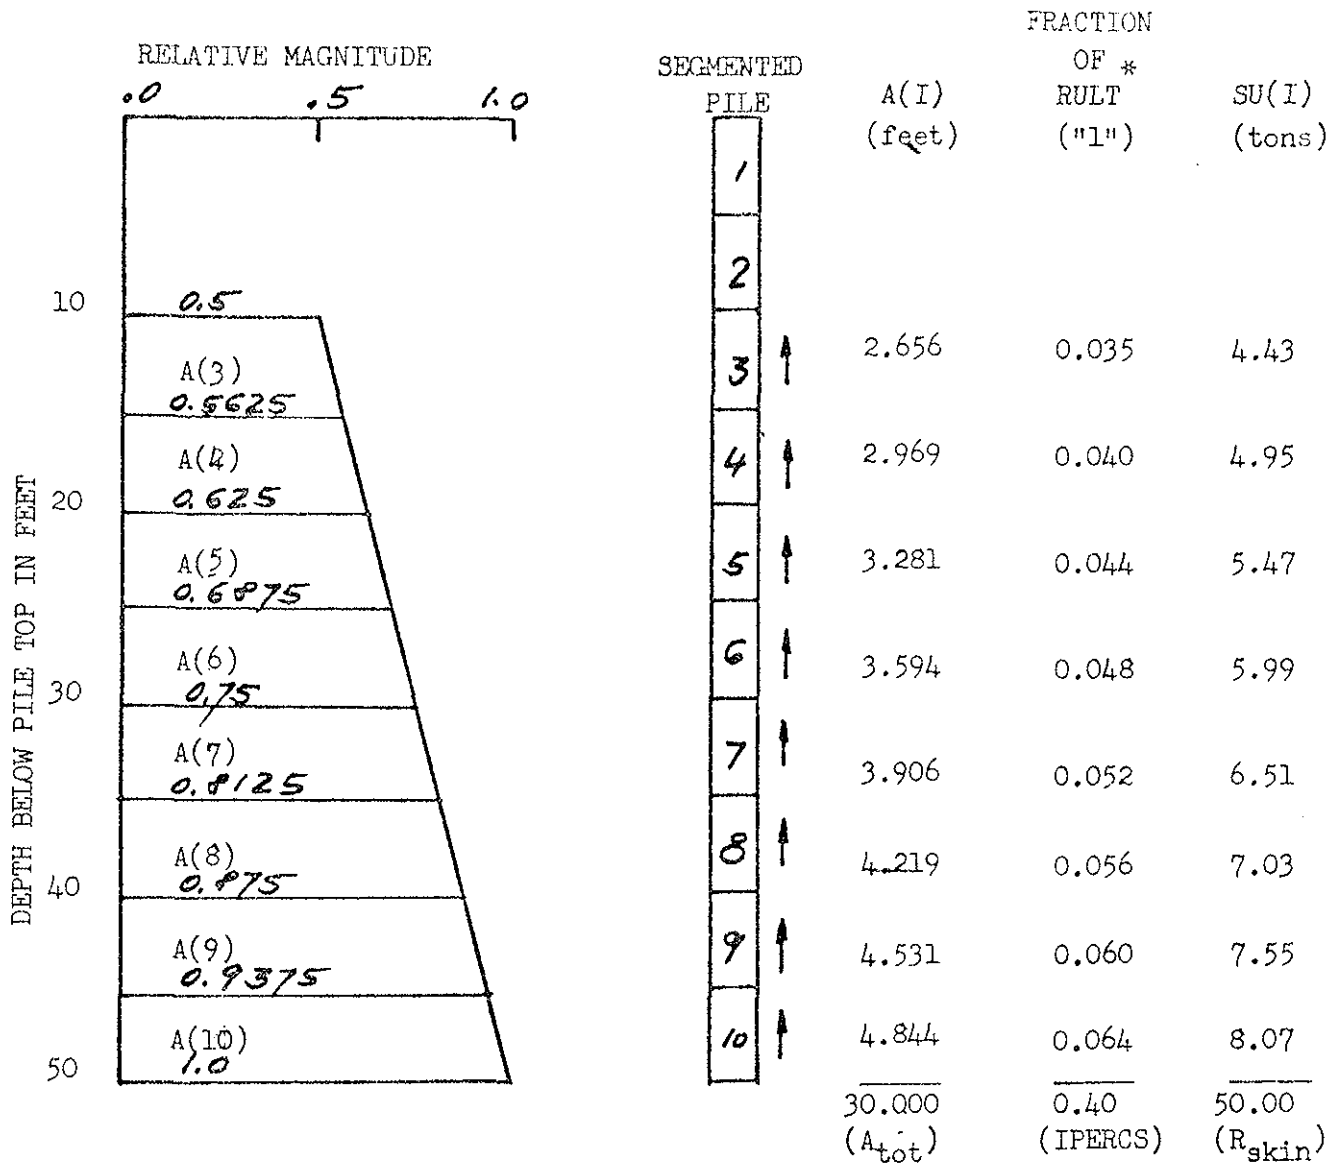 RELATIVE MAGNITUDE
.0 .5 1.0
DEPTH BELOW PILE TOP IN FEET
10
20
30
40
50
0.5
A(3)
0.5625
A(4)
0.625
A(5)
0.6875
A(6)
0.75
A(7)
0.8125
A(8)
0.875
A(9)
0.9375
A(10)
1.0
SEGMENTED
PILE
1
2
3
4
5
6
7
8
9
10
A(I)
(feet)
FRACTION
OF *
RULT
("1")
SU(I)
(tons)
2.656 0.035 4.43
2.969 0.040 4.95
3.281 0.044 5.47
3.594 0.048 5.99
3.906 0.052 6.51
4.219 0.056 7.03
4.531 0.060 7.55
4.844 0.064 8.07
30.000 0.40 50.00
(Atot) (IPERCS) (Rskin)